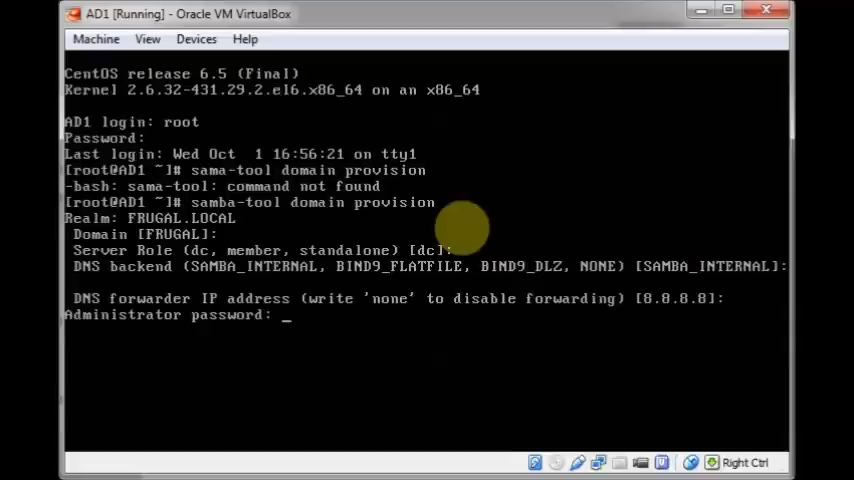 AD1 [Running] - Oracle VM VirtualBox
Machine View Devices Help
CentOS release 6.5 (Final)
Kernel 2.6.32-431.29.2.el6.x86_64 on an x86_64
AD1 login: root
Password:
Last login: Wed Oct  1 16:56:21 on tty1
[root@AD1 ~]# sama-tool domain provision
-bash: sama-tool: command not found
[root@AD1 ~]# samba-tool domain provision
Realm: FRUGAL.LOCAL
 Domain [FRUGAL]:
 Server Role (dc, member, standalone) [dc]:
 DNS backend (SAMBA_INTERNAL, BIND9_FLATFILE, BIND9_DLZ, NONE) [SAMBA_INTERNAL]:
 DNS forwarder IP address (write 'none' to disable forwarding) [8.8.8.8]:
Administrator password: _
Right Ctrl